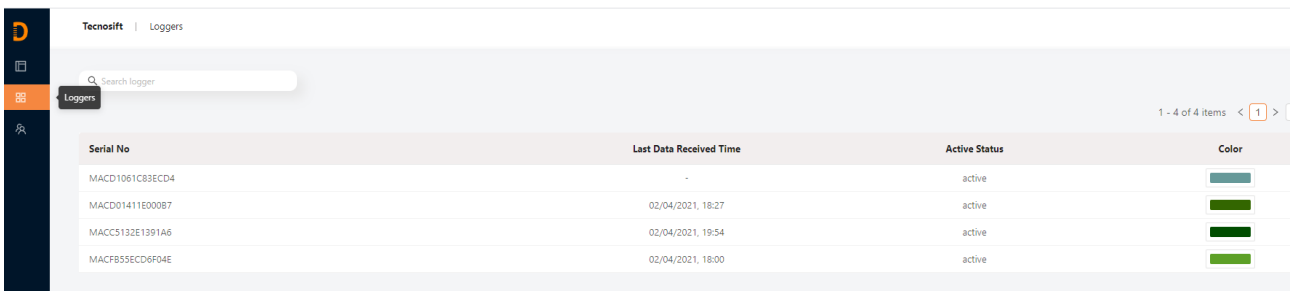 D
Tecnosift | Loggers
Search logger
Loggers
1 - 4 of 4 items < 1 >
Serial No Last Data Received Time Active Status Color
MACD1061C83ECD4 - active
MACD01411E000B7 02/04/2021, 18:27 active
MACC5132E1391A6 02/04/2021, 19:54 active
MACFB55ECD6F04E 02/04/2021, 18:00 active